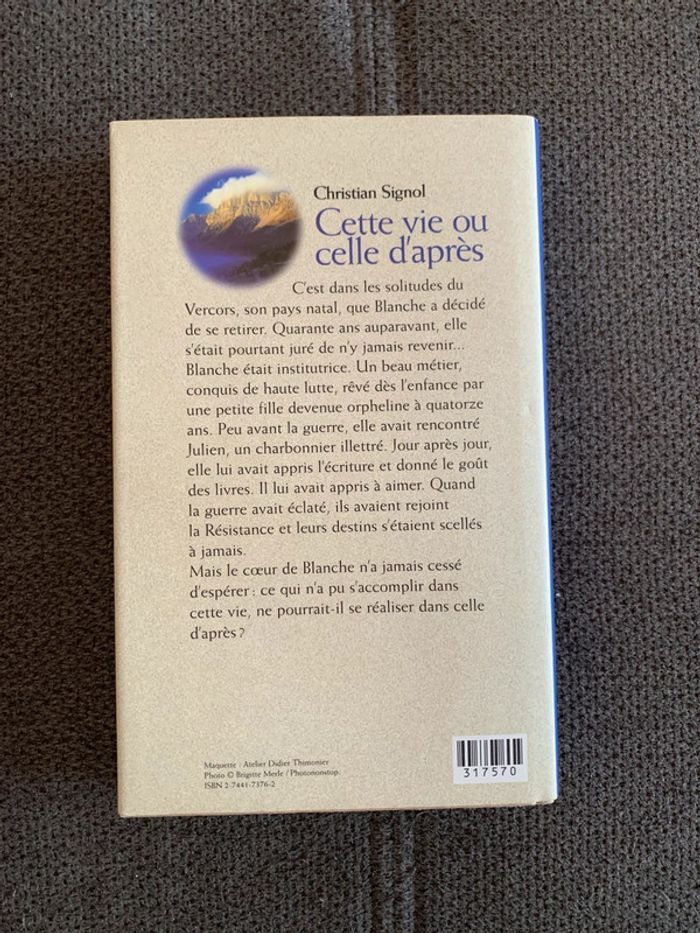 Christian Signol
Cette vie ou
celle d'après
C'est dans les solitudes du
Vercors, son pays natal, que Blanche a décidé
de se retirer. Quarante ans auparavant, elle
s'était pourtant juré de n'y jamais revenir...
Blanche était institutrice. Un beau métier,
conquis de haute lutte, rêvé dès l'enfance par
une petite fille devenue orpheline à quatorze
ans. Peu avant la guerre, elle avait rencontré
Julien, un charbonnier illettré. Jour après jour,
elle lui avait appris l'écriture et donné le goût
des livres. Il lui avait appris à aimer. Quand
la guerre avait éclaté, ils avaient rejoint
la Résistance et leurs destins s'étaient scellés
à jamais.
Mais le cœur de Blanche n'a jamais cessé
d'espérer : ce qui n'a pu s'accomplir dans
cette vie, ne pourrait-il se réaliser dans celle
d'après ?
Maquette : Atelier Didier Thimonier
Photo © Brigitte Merle / Photononstop.
ISBN 2-7441-7376-2
317570